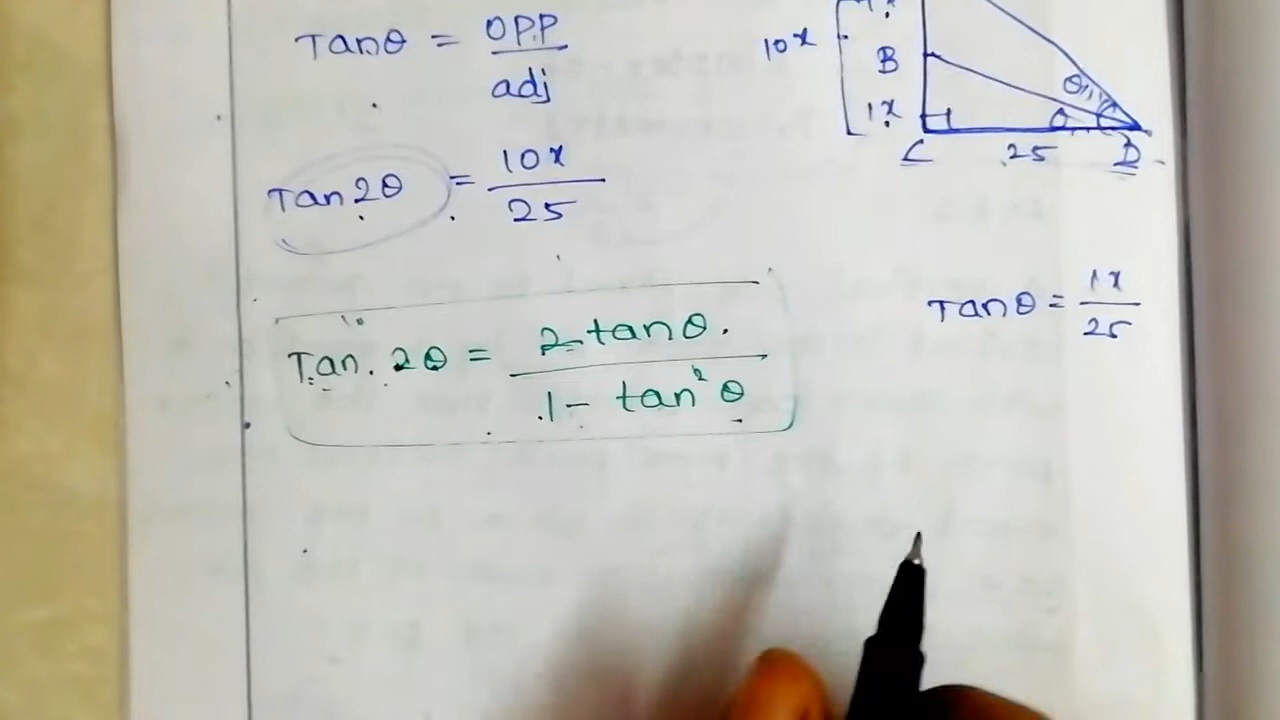 Tanθ = opp/adj
Tan2θ = 10x/25
Tan. 2θ = 2tanθ. / 1 - tan²θ
10x
B
1x
θ
C 25 D
Tanθ = 1x/25